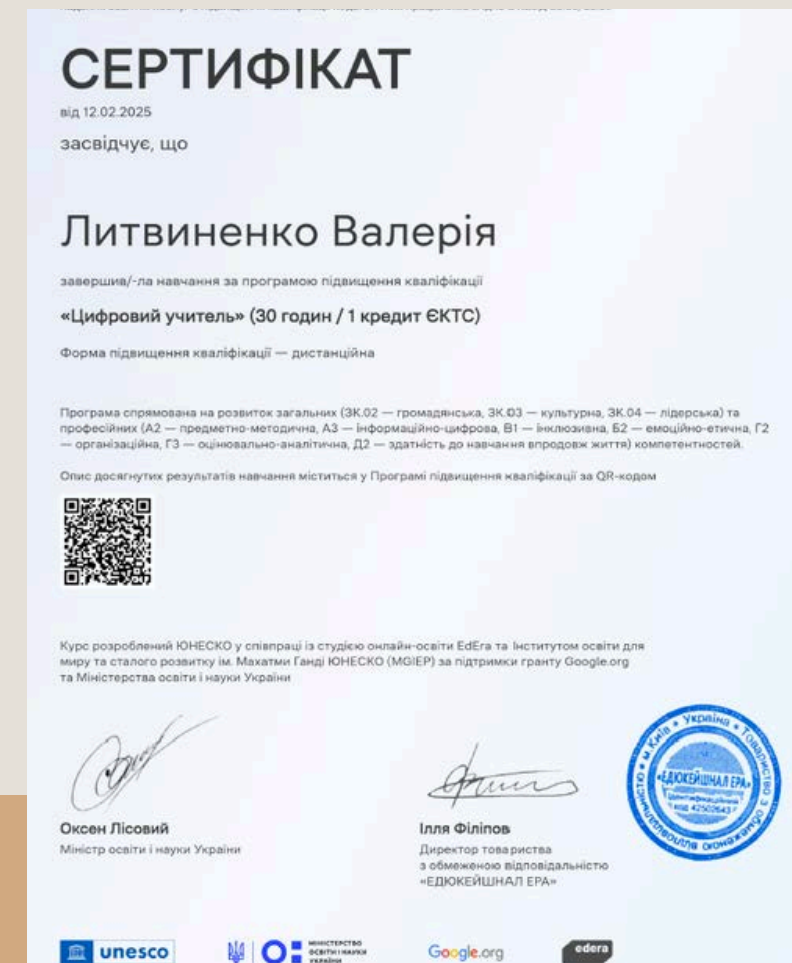 СЕРТИФІКАТ
від 12.02.2025
засвідчує, що
Литвиненко Валерія
завершив/-ла навчання за програмою підвищення кваліфікації
«Цифровий учитель» (30 годин / 1 кредит ЄКТС)
Форма підвищення кваліфікації — дистанційна
Програма спрямована на розвиток загальних (ЗК.02 — громадянська, ЗК.03 — культурна, ЗК.04 — лідерська) та
професійних (А2 — предметно-методична, А3 — інформаційно-цифрова, В1 — інклюзивна, Б2 — емоційно-етична, Г2
— організаційна, Г3 — оцінювально-аналітична, Д2 — здатність до навчання впродовж життя) компетентностей.
Опис досягнутих результатів навчання міститься у Програмі підвищення кваліфікації за QR-кодом
Курс розроблений ЮНЕСКО у співпраці із студією онлайн-освіти EdEra та Інститутом освіти для
миру та сталого розвитку ім. Махатми Ганді ЮНЕСКО (MGIEP) за підтримки гранту Google.org
та Міністерства освіти і науки України
Оксен Лісовий
Міністр освіти і науки України
Ілля Філіпов
Директор товариства
з обмеженою відповідальністю
«ЕДЮКЕЙШНАЛ ЕРА»
м.Київ * Україна * Товариство з обмеженою відповідальністю
«ЕДЮКЕЙШНАЛ ЕРА»
Ідентифікаційний
код 42502643
unesco
МІНІСТЕРСТВО
ОСВІТИ І НАУКИ
УКРАЇНИ
Google.org
edera